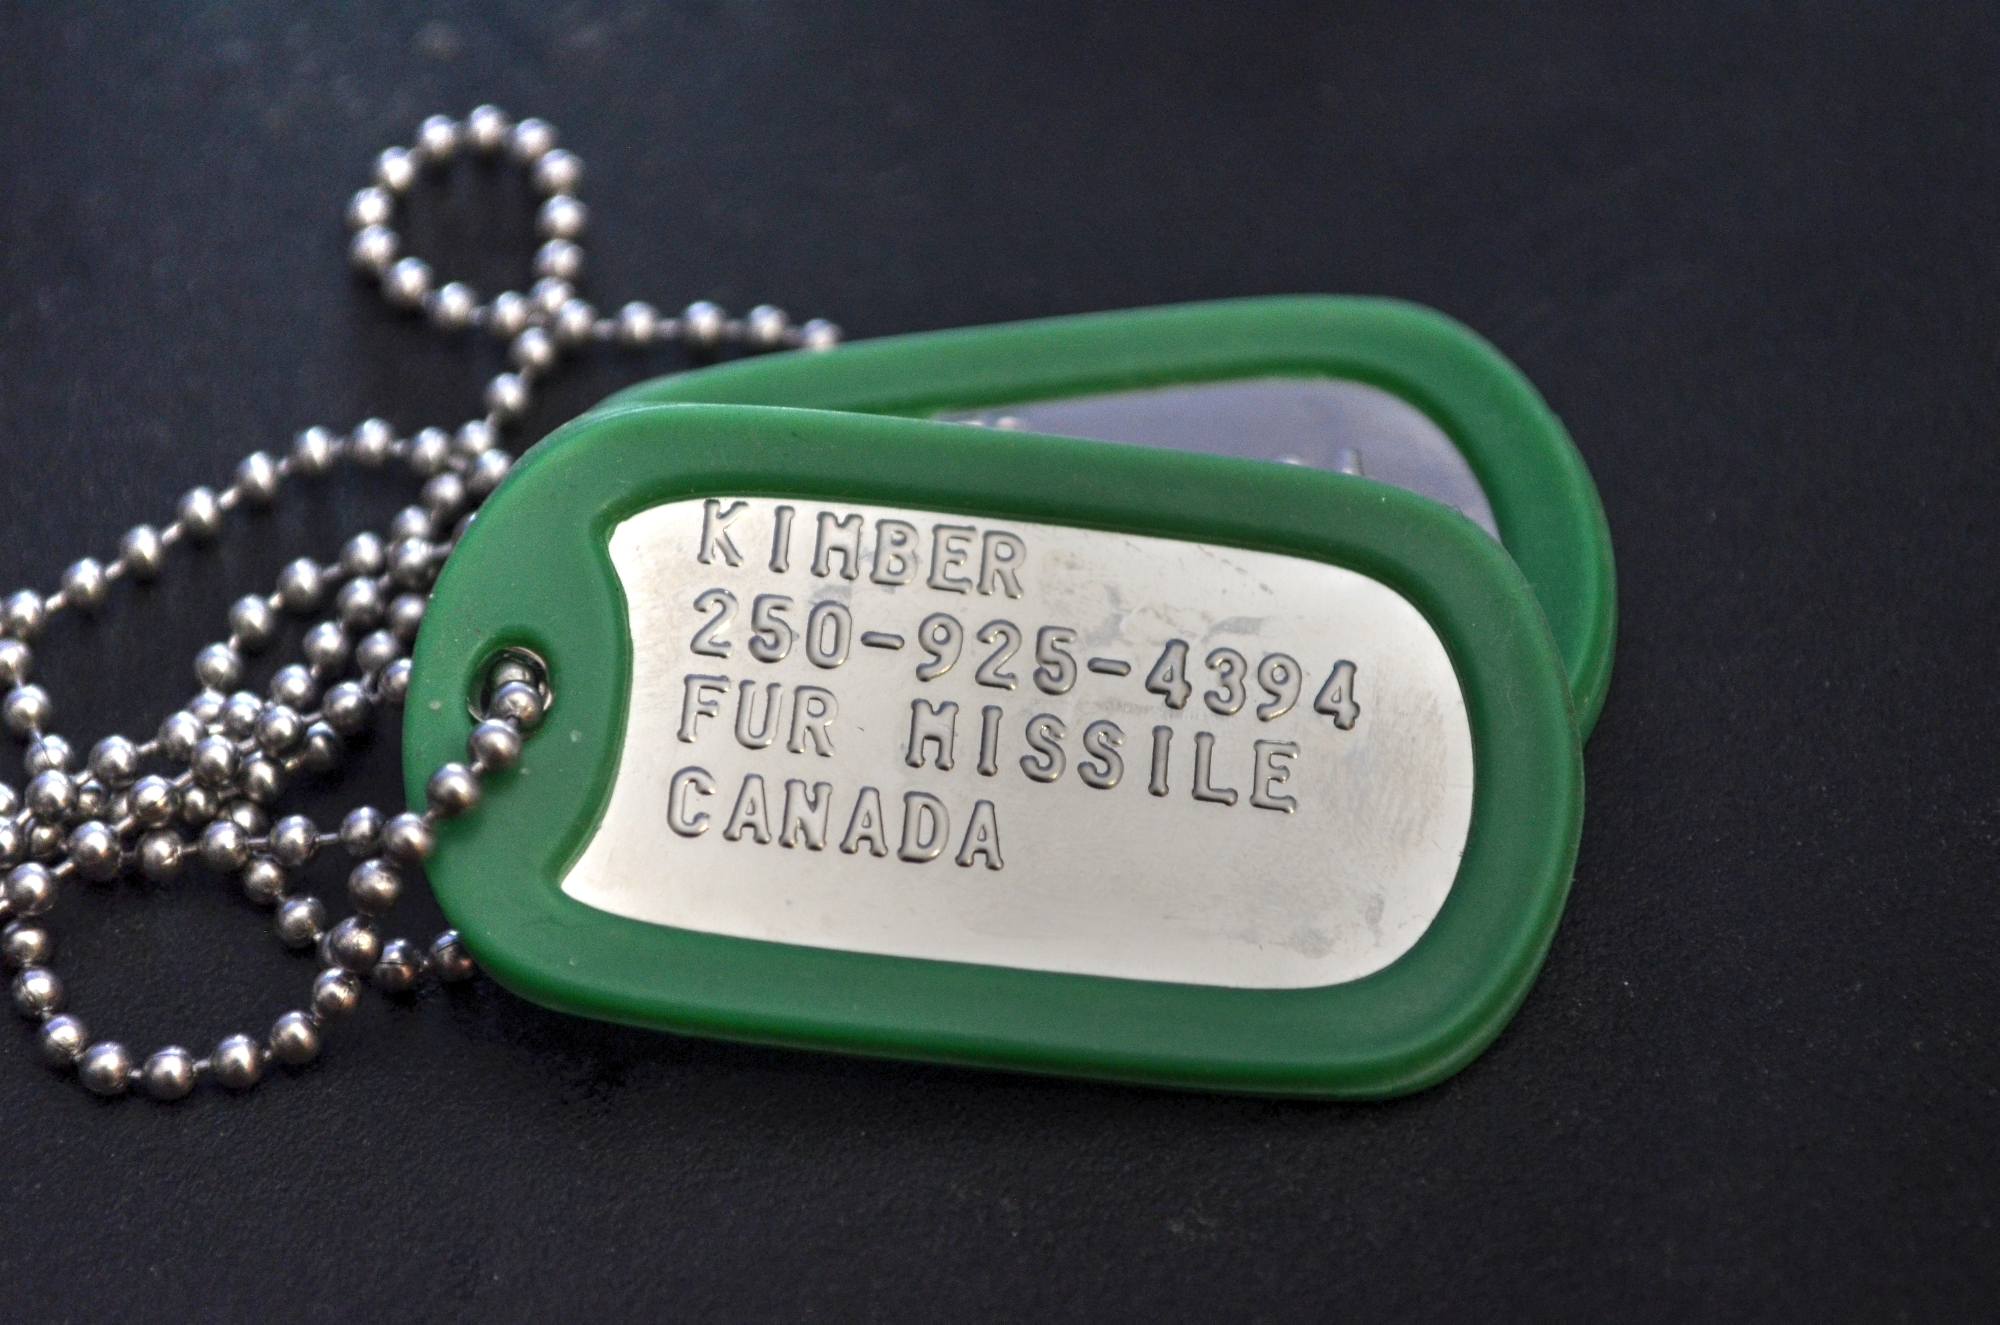 KIMBER
250-925-4394
FUR MISSILE
CANADA